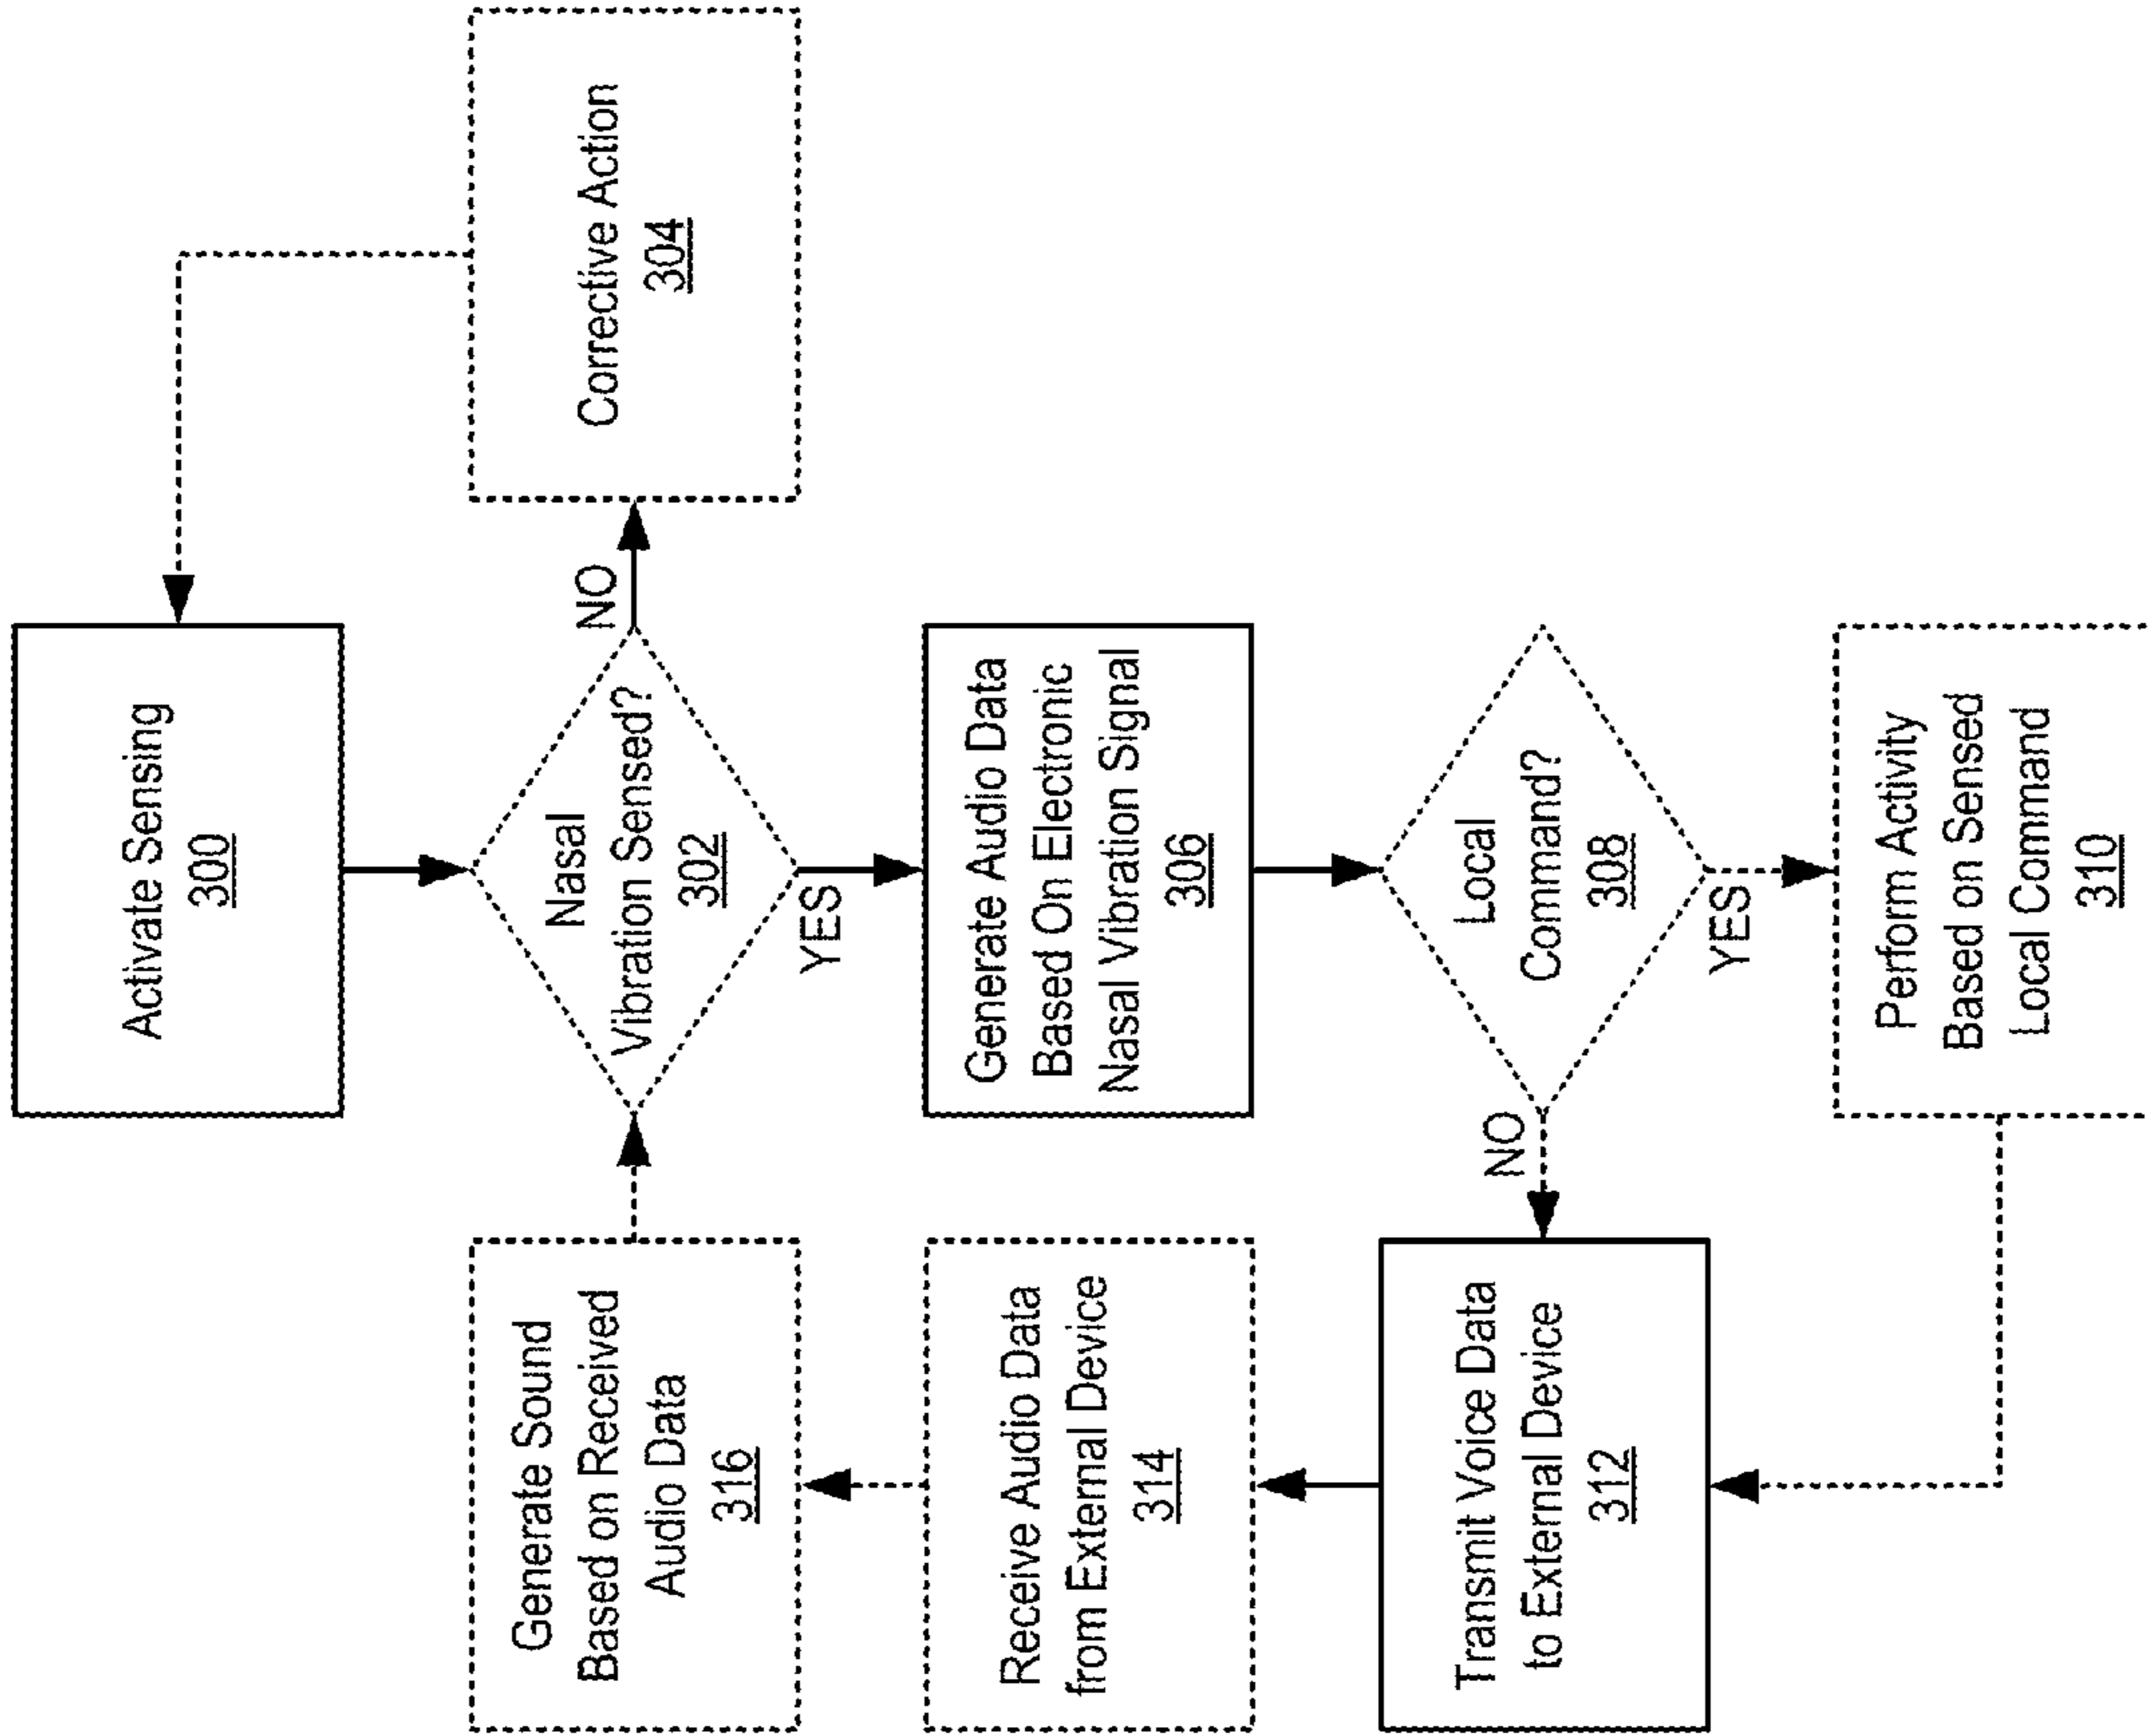 Activate Sensing
300
Nasal
Vibration Sensed?
302
NO
Corrective Action
304
YES
Generate Audio Data
Based On Electronic
Nasal Vibration Signal
306
Local
Command?
308
YES
Perform Activity
Based on Sensed
Local Command
310
NO
Transmit Voice Data
to External Device
312
Receive Audio Data
from External Device
314
Generate Sound
Based on Received
Audio Data
316